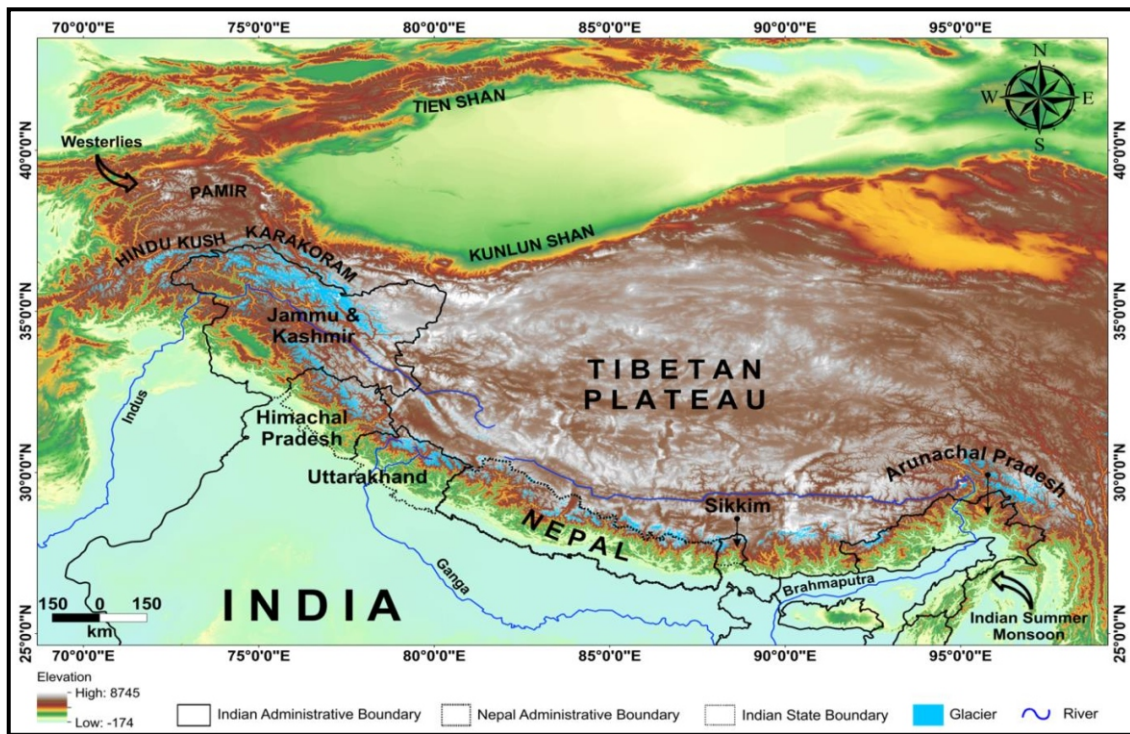 70°0'0"E 75°0'0"E 80°0'0"E 85°0'0"E 90°0'0"E 95°0'0"E
N
W E
S
TIEN SHAN
Westerlies
40°0'0"N 40°0'0"N
PAMIR
HINDU KUSH KARAKORAM KUNLUN SHAN
35°0'0"N 35°0'0"N
Jammu &
Kashmir
TIBETAN
PLATEAU
Indus
Himachal
Pradesh
Uttarakhand
30°0'0"N 30°0'0"N
Arunachal Pradesh
Sikkim
NEPAL
Ganga
Brahmaputra
INDIA
150 0 150
km
Indian Summer
Monsoon
25°0'0"N 25°0'0"N
70°0'0"E 75°0'0"E 80°0'0"E 85°0'0"E 90°0'0"E 95°0'0"E
Elevation
High: 8745
Low: -174
Indian Administrative Boundary Nepal Administrative Boundary Indian State Boundary Glacier River